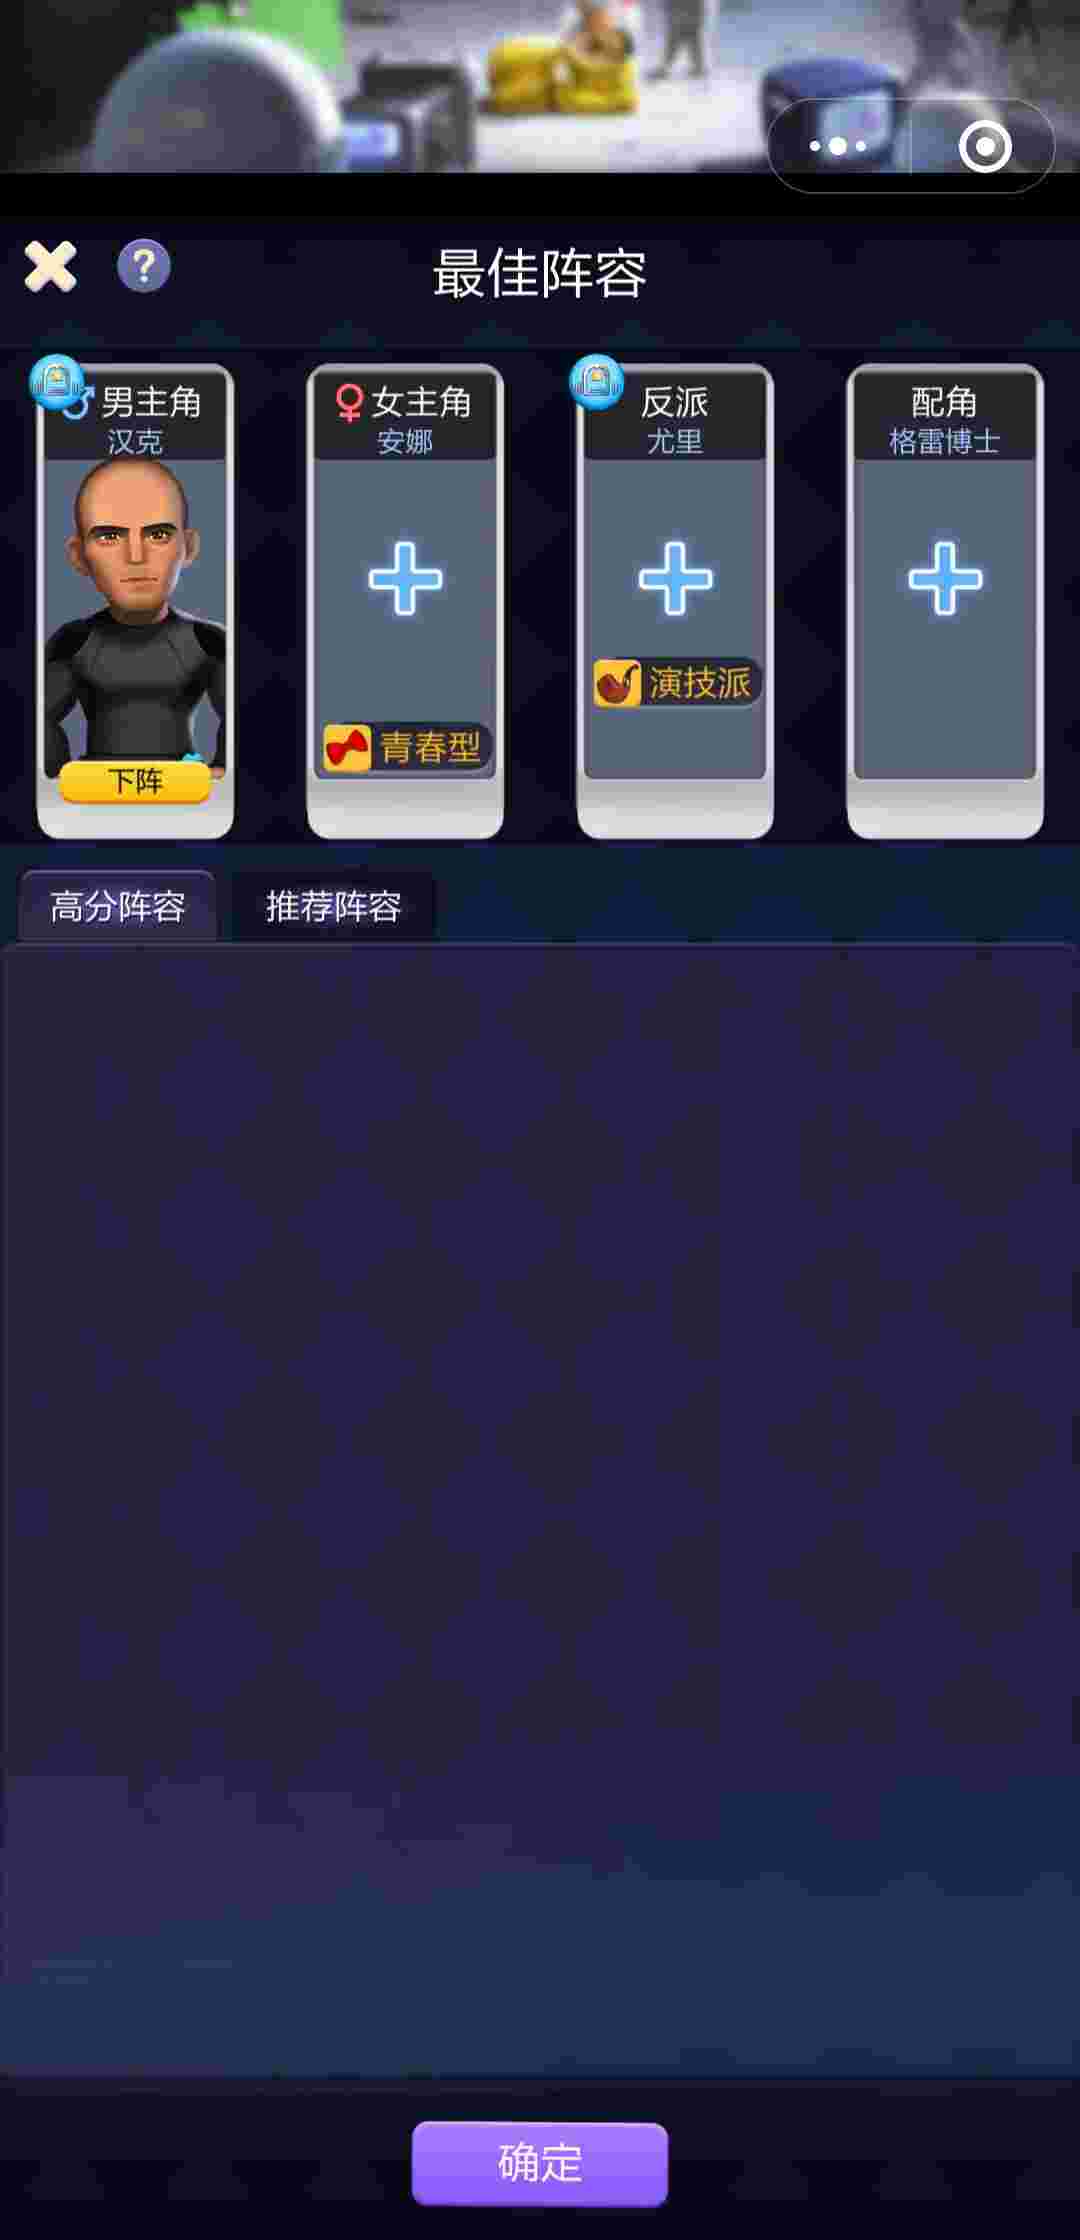 最佳阵容
男主角
汉克
女主角
安娜
反派
尤里
配角
格雷博士
演技派
青春型
下阵
高分阵容
推荐阵容
确定